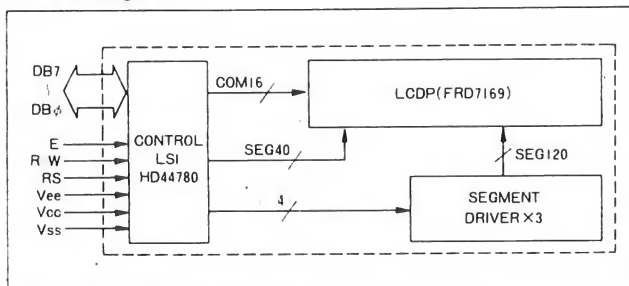 DB7
DBφ
E
R W
RS
Vee
Vcc
Vss
CONTROL
LSI
HD44780
COM16
SEG40
4
LCDP(FRD7169)
SEG120
SEGMENT
DRIVER×3